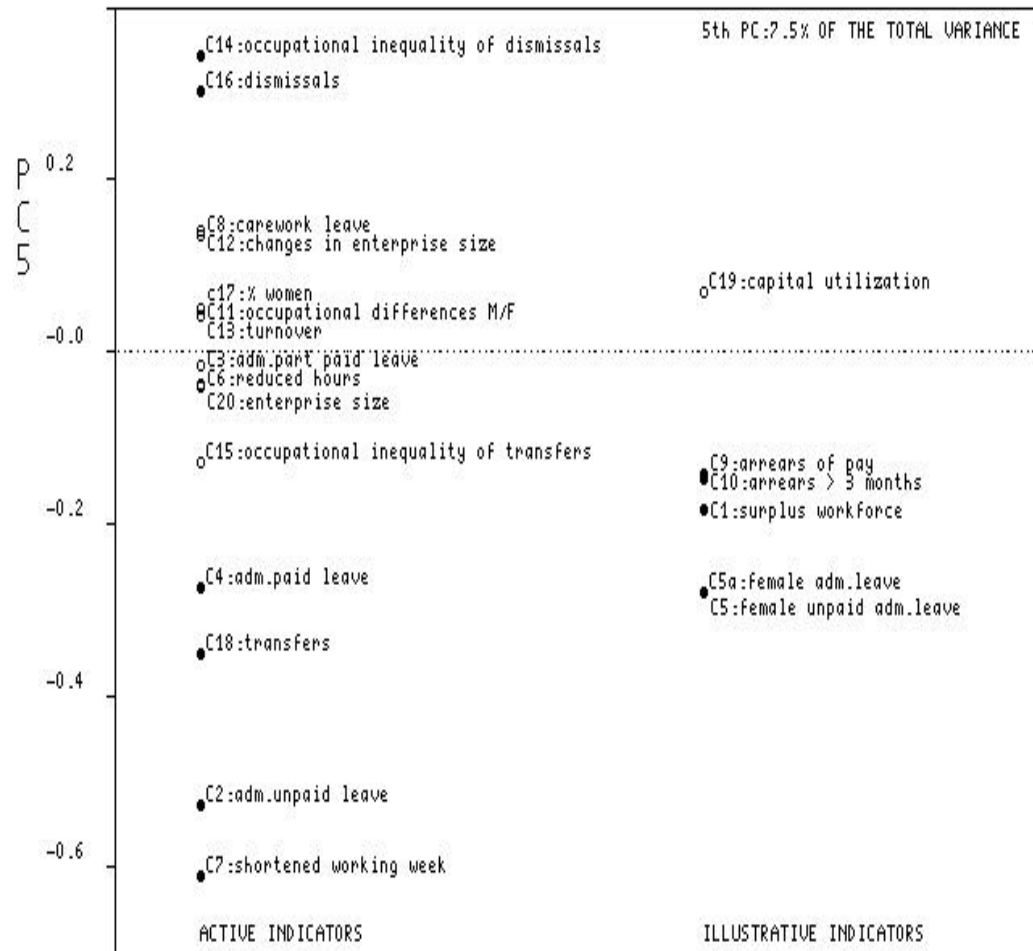 5th PC:7.5% OF THE TOTAL VARIANCE
C14:occupational inequality of dismissals
C16:dismissals
PC5
0.2
C8:carework leave
C12:changes in enterprise size
C19:capital utilization
c17:% women
C11:occupational differences M/F
C13:turnover
-0.0
C3:adm.part paid leave
C6:reduced hours
C20:enterprise size
C15:occupational inequality of transfers
C9:arrears of pay
C10:arrears > 3 months
-0.2
C1:surplus workforce
C4:adm.paid leave
C5a:female adm.leave
C5:female unpaid adm.leave
C18:transfers
-0.4
C2:adm.unpaid leave
-0.6
C7:shortened working week
ACTIVE INDICATORS
ILLUSTRATIVE INDICATORS